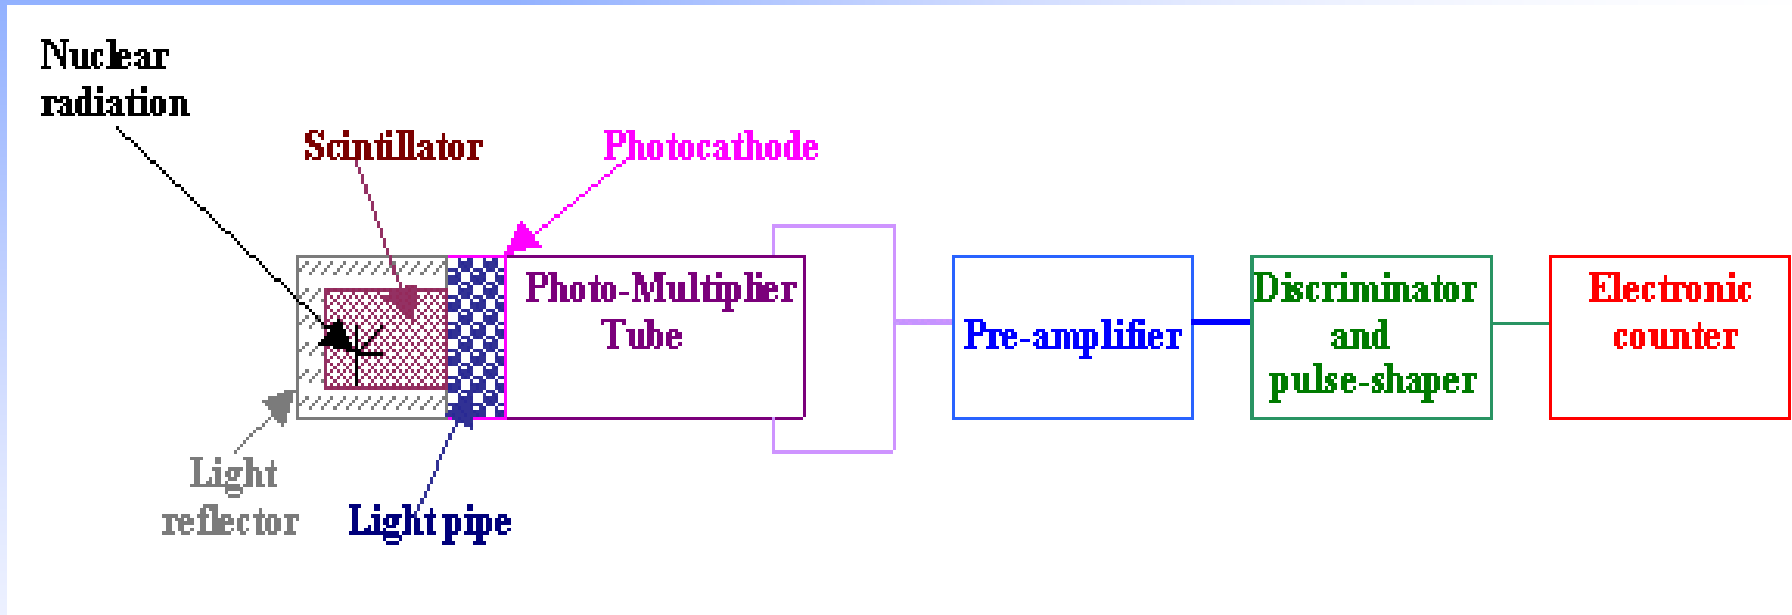 Nuclear
radiation
Scintillator
Photocathode
Photo-Multiplier
Tube
Pre-amplifier
Discriminator
and
pulse-shaper
Electronic
counter
Light
reflector
Light pipe